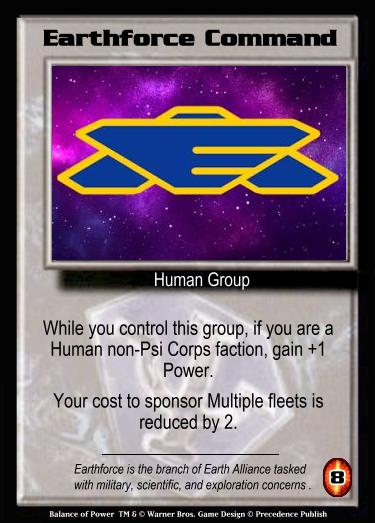 Earthforce Command
Human Group
While you control this group, if you are a
Human non-Psi Corps faction, gain +1
Power.
Your cost to sponsor Multiple fleets is
reduced by 2.
Earthforce is the branch of Earth Alliance tasked
with military, scientific, and exploration concerns .
8
Balance of Power TM & © Warner Bros. Game Design © Precedence Publish